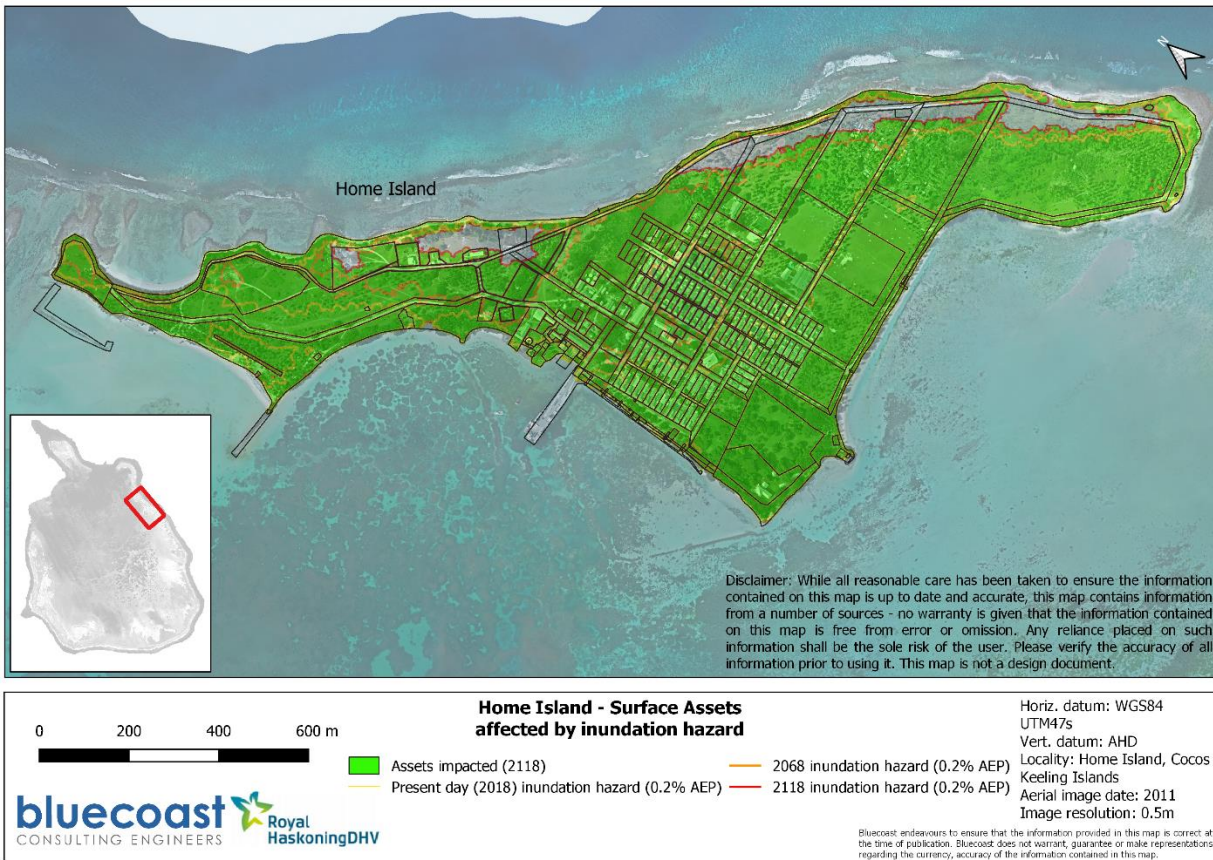 N
Home Island
Disclaimer: While all reasonable care has been taken to ensure the information
contained on this map is up to date and accurate, this map contains information
from a number of sources - no warranty is given that the information contained
on this map is free from error or omission. Any reliance placed on such
information shall be the sole risk of the user. Please verify the accuracy of all
information prior to using it. This map is not a design document.
0 200 400 600 m
Home Island - Surface Assets
affected by inundation hazard
Assets impacted (2118)
Present day (2018) inundation hazard (0.2% AEP)
2068 inundation hazard (0.2% AEP)
2118 inundation hazard (0.2% AEP)
Horiz. datum: WGS84
UTM47s
Vert. datum: AHD
Locality: Home Island, Cocos
Keeling Islands
Aerial image date: 2011
Image resolution: 0.5m
bluecoast
CONSULTING ENGINEERS
Royal
HaskoningDHV
Bluecoast endeavours to ensure that the information provided in this map is correct at
the time of publication. Bluecoast does not warrant, guarantee or make representations
regarding the currency, accuracy of the information contained in this map.